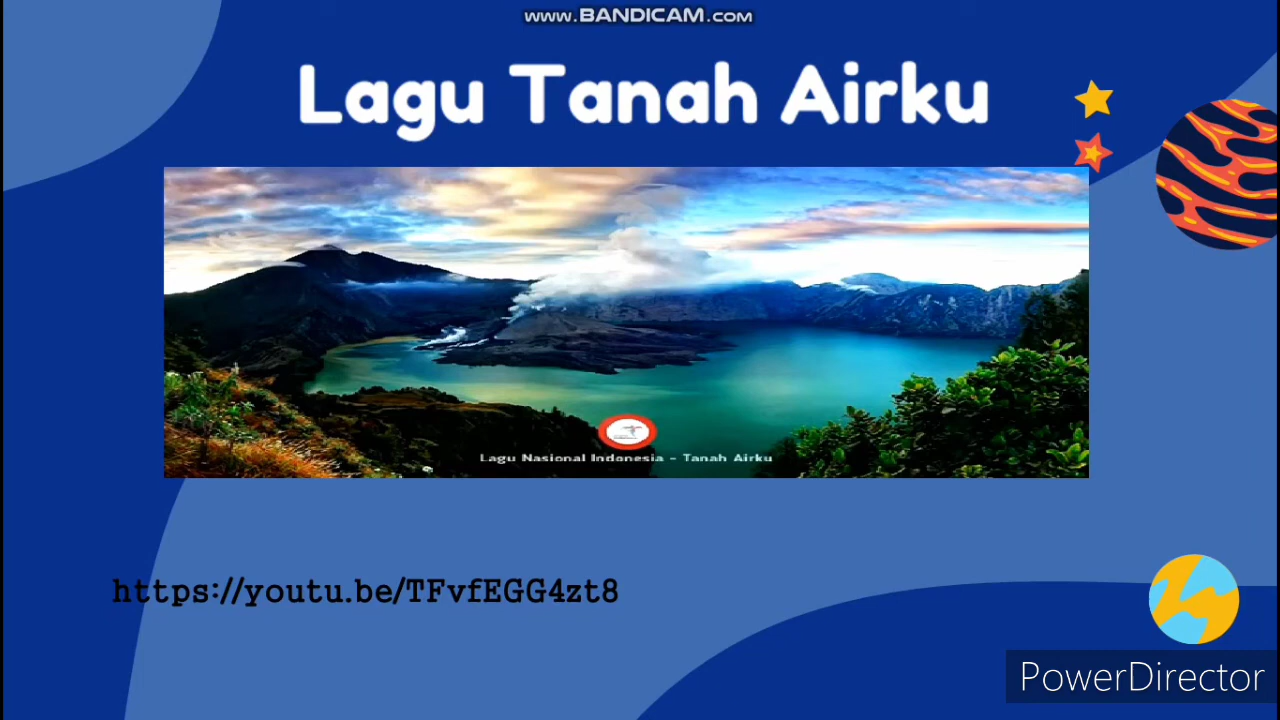 www.BANDICAM.com
Lagu Tanah Airku
Lagu Nasional Indonesia - Tanah Airku
https://youtu.be/TFvfEGG4zt8
PowerDirector